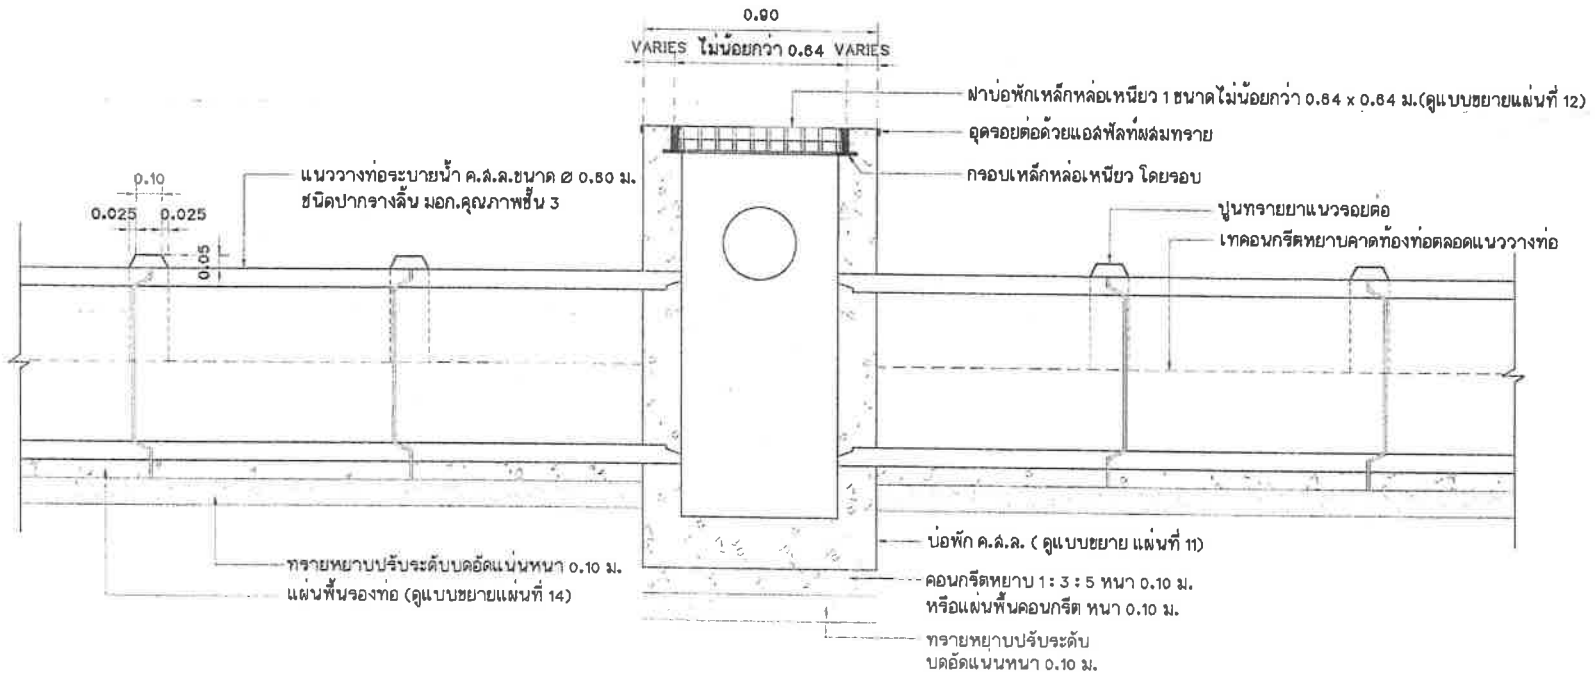 0.90
VARIES ไม่น้อยกว่า 0.64 VARIES
ฝาบ่อพักเหล็กหล่อเหนียว 1 ขนาดไม่น้อยกว่า 0.64 x 0.64 ม.(ดูแบบขยายแผ่นที่ 12)
อุดรอยต่อด้วยแอสฟัลท์ผสมทราย
กรอบเหล็กหล่อเหนียว โดยรอบ
แนววางท่อระบายน้ำ ค.ส.ล.ขนาด Ø 0.60 ม.
ชนิดปากรางลิ้น มอก.คุณภาพชั้น 3
0.10
0.025
0.025
0.05
ปูนทรายยาแนวรอยต่อ
เทคอนกรีตหยาบคาดท้องท่อตลอดแนววางท่อ
ทรายหยาบปรับระดับบดอัดแน่นหนา 0.10 ม.
แผ่นพื้นรองท่อ (ดูแบบขยายแผ่นที่ 14)
บ่อพัก ค.ส.ล. ( ดูแบบขยาย แผ่นที่ 11)
คอนกรีตหยาบ 1 : 3 : 5 หนา 0.10 ม.
หรือแผ่นพื้นคอนกรีต หนา 0.10 ม.
ทรายหยาบปรับระดับ
บดอัดแน่นหนา 0.10 ม.